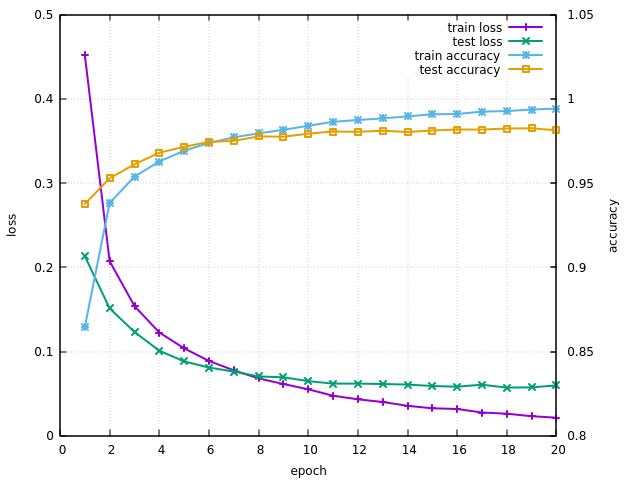 0.5
0.4
0.3
0.2
0.1
0
loss
1.05
1
0.95
0.9
0.85
0.8
accuracy
train loss
test loss
train accuracy
test accuracy
0 2 4 6 8 10 12 14 16 18 20
epoch